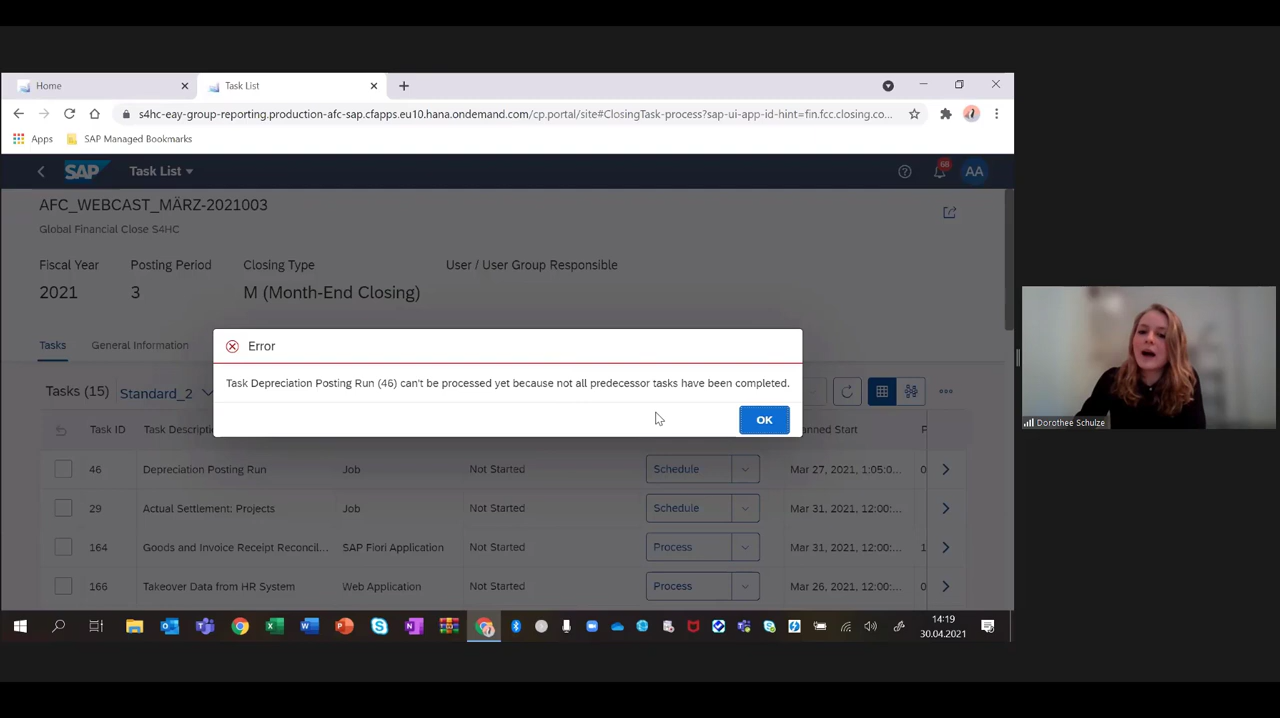 Home
Task List
s4hc-eay-group-reporting.production-afc-sap.cfapps.eu10.hana.ondemand.com/cp.portal/site#ClosingTask-process?sap-ui-app-id-hint=fin.fcc.closing.co...
Apps
SAP Managed Bookmarks
SAP
Task List
68
AA
AFC_WEBCAST_MÄRZ-2021003
Global Financial Close S4HC
Fiscal Year
Posting Period
Closing Type
User / User Group Responsible
2021
3
M (Month-End Closing)
Tasks
General Information
Error
Task Depreciation Posting Run (46) can't be processed yet because not all predecessor tasks have been completed.
OK
Tasks (15)
Standard_2
Task ID
Task Descripti
anned Start
46
Depreciation Posting Run
Job
Not Started
Schedule
Mar 27, 2021, 1:05:0...
0
29
Actual Settlement: Projects
Job
Not Started
Schedule
Mar 31, 2021, 12:00:...
164
Goods and Invoice Receipt Reconcil...
SAP Fiori Application
Not Started
Process
Mar 31, 2021, 12:00:...
1
166
Takeover Data from HR System
Web Application
Not Started
Process
Mar 26, 2021, 12:00:...
0
14:19
30.04.2021
Dorothee Schulze